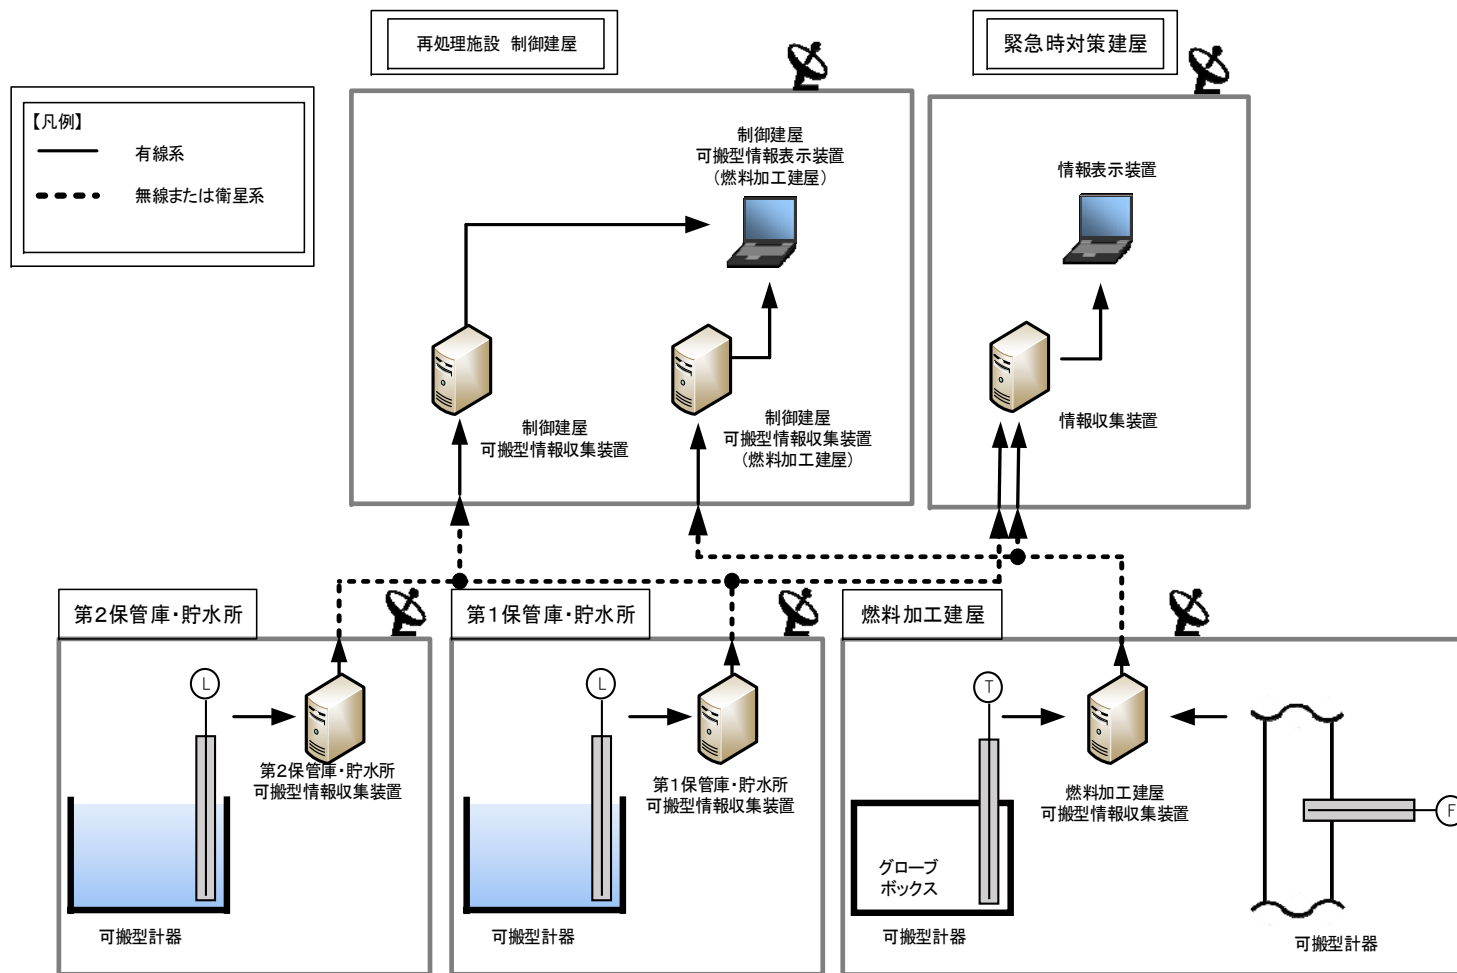 再処理施設 制御建屋
緊急時対策建屋
【凡例】
有線系
無線または衛星系
制御建屋
可搬型情報表示装置
(燃料加工建屋)
情報表示装置
制御建屋
可搬型情報収集装置
制御建屋
可搬型情報収集装置
(燃料加工建屋)
情報収集装置
第2保管庫・貯水所
第1保管庫・貯水所
燃料加工建屋
L
L
T
F
第2保管庫・貯水所
可搬型情報収集装置
第1保管庫・貯水所
可搬型情報収集装置
燃料加工建屋
可搬型情報収集装置
グローブ
ボックス
可搬型計器
可搬型計器
可搬型計器
可搬型計器